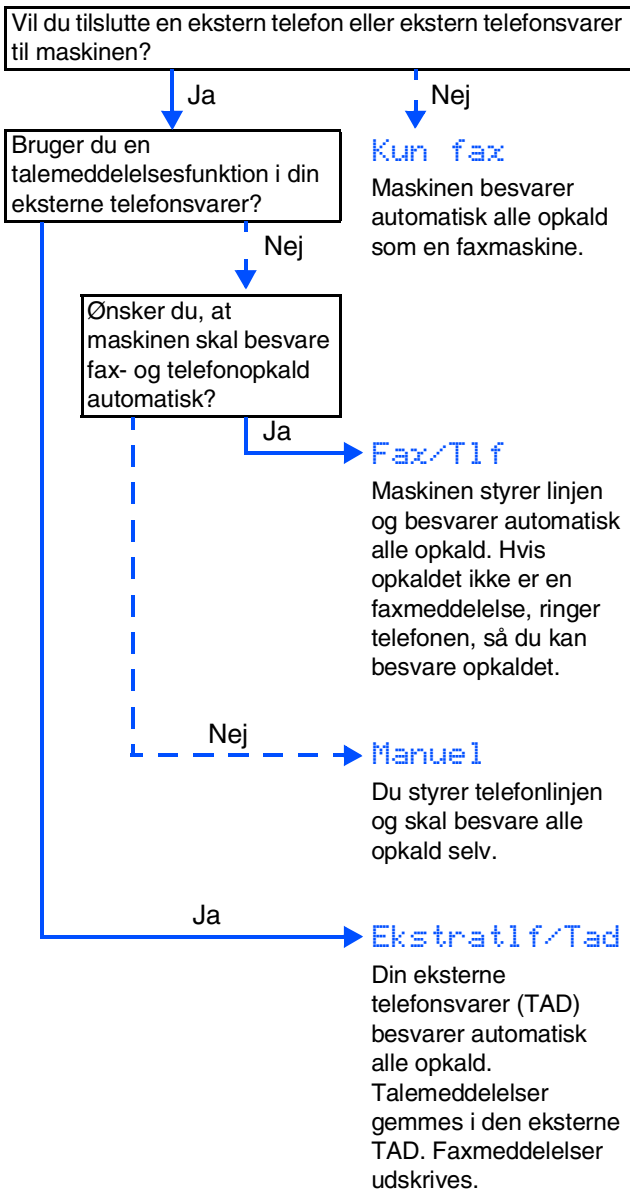 Vil du tilslutte en ekstern telefon eller ekstern telefonsvarer
til maskinen?
Ja
Nej
Bruger du en
talemeddelelsesfunktion i din
eksterne telefonsvarer?
Kun fax
Maskinen besvarer
automatisk alle opkald
som en faxmaskine.
Nej
Ønsker du, at
maskinen skal besvare
fax- og telefonopkald
automatisk?
Ja
Fax/Tlf
Maskinen styrer linjen
og besvarer automatisk
alle opkald. Hvis
opkaldet ikke er en
faxmeddelelse, ringer
telefonen, så du kan
besvare opkaldet.
Nej
Manuel
Du styrer telefonlinjen
og skal besvare alle
opkald selv.
Ja
Ekstratlf/Tad
Din eksterne
telefonsvarer (TAD)
besvarer automatisk
alle opkald.
Talemeddelelser
gemmes i den eksterne
TAD. Faxmeddelelser
udskrives.